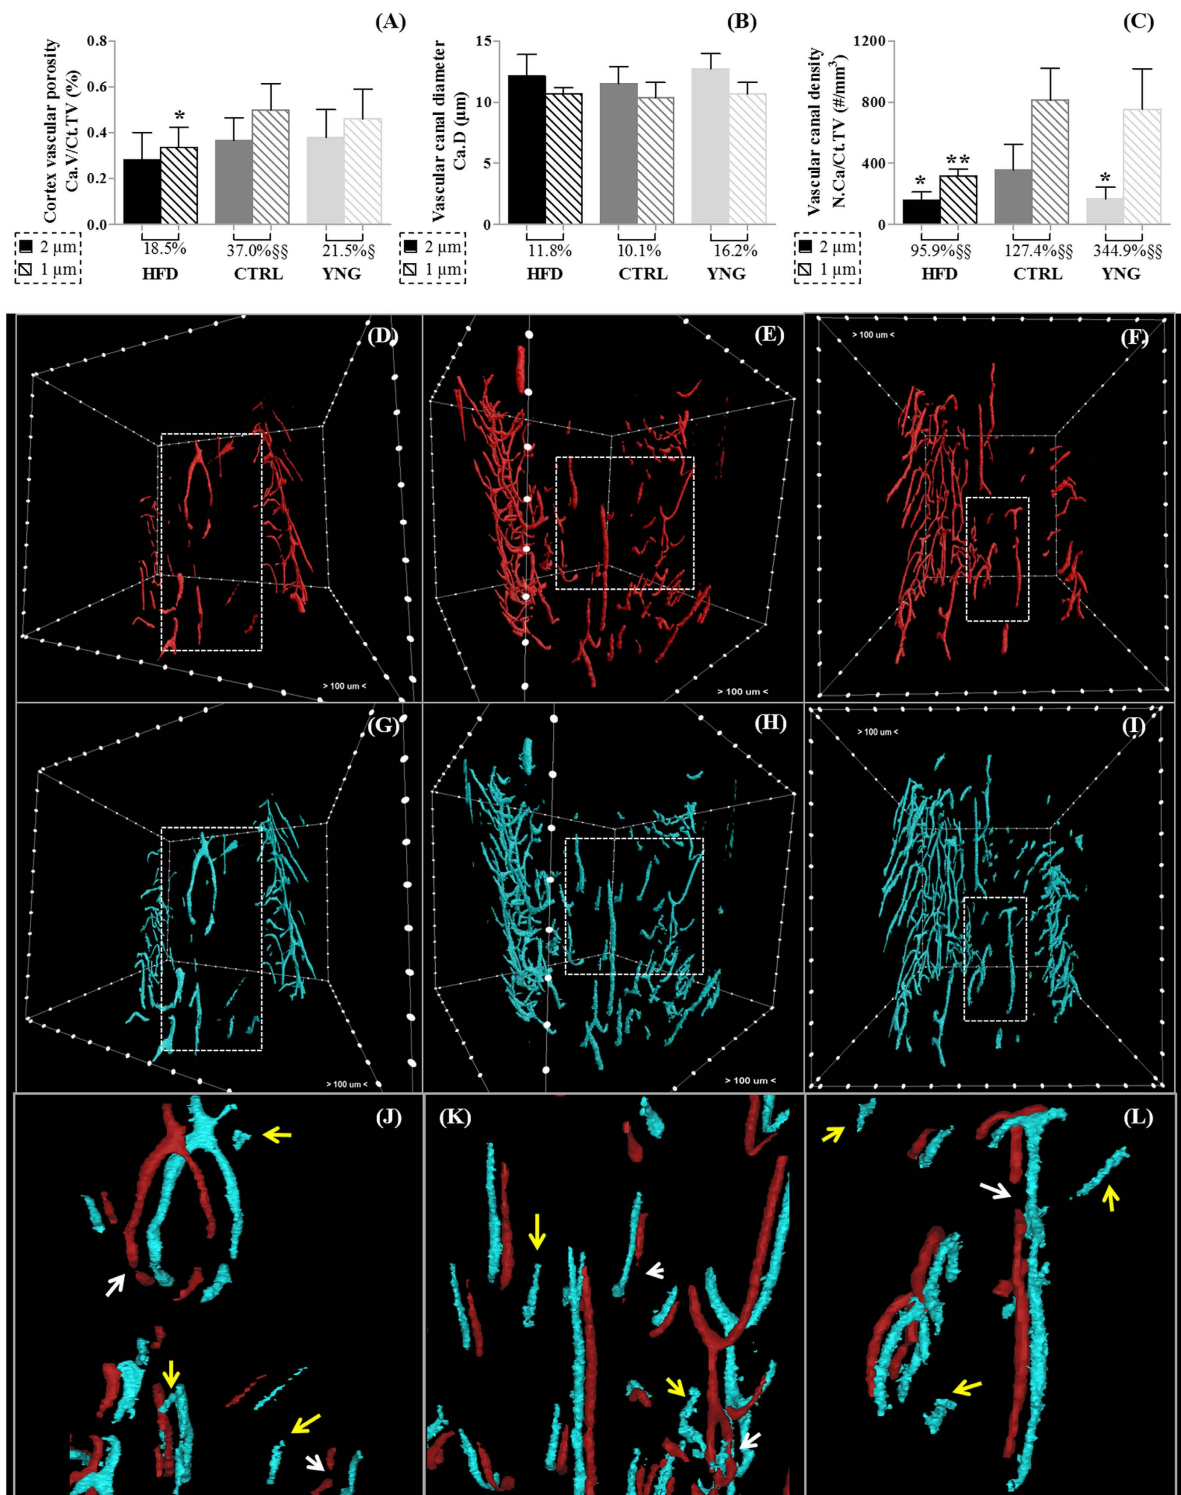 (A)
Cortex vascular porosity
Ca.V/Ct.TV (%)
0.8
0.6
0.4
0.2
0.0
*
18.5%
37.0%§§
21.5%§
HFD
CTRL
YNG
2 µm
1 µm
(B)
Vascular canal diameter
Ca.D (µm)
15
10
5
0
11.8%
10.1%
16.2%
HFD
CTRL
YNG
2 µm
1 µm
(C)
Vascular canal density
N.Ca/Ct.TV (#/mm³)
1200
800
400
0
*
**
*
95.9%§§
127.4%§§
344.9%§§
HFD
CTRL
YNG
2 µm
1 µm
(D)
> 100 um <
(E)
> 100 um <
(F)
> 100 um <
(G)
> 100 um <
(H)
> 100 um <
(I)
> 100 um <
(J)
(K)
(L)